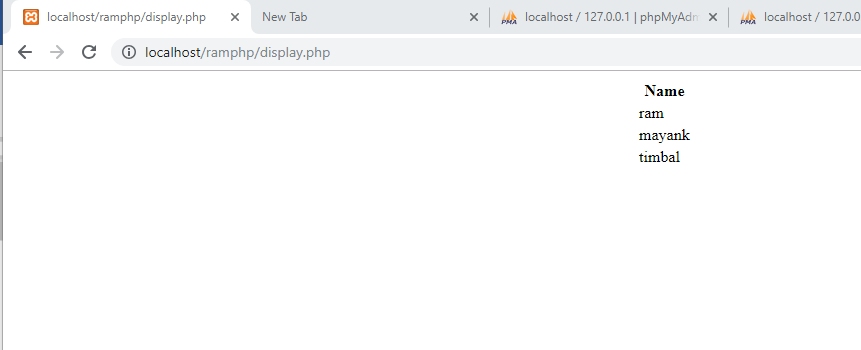 localhost/ramphp/display.php
New Tab
localhost / 127.0.0.1 | phpMyAdm
localhost / 127.0.0
localhost/ramphp/display.php
Name
ram
mayank
timbal